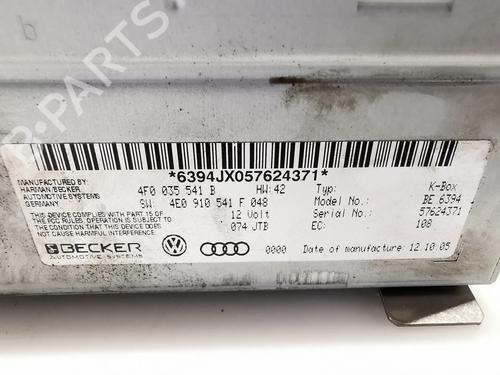 B-PARTS
*6394JX057624371*
MANUFACTURED BY:
HARMAN/BECKER
AUTOMOTIVE SYSTEMS
GERMANY
4F0 035 541 B HW: 42 Typ: K-Box
SW: 4E0 910 541 F 048 Model No.: BE 6394
12 Volt Serial No.: 57624371
074 JTB EC: 108
THIS DEVICE COMPLIES WITH PART 15 OF
THE FCC RULES. OPERATION IS SUBJECT TO
THE CONDITION THAT THIS DEVICE DOES
NOT CAUSE HARMFUL INTERFERENCE.
BECKER
AUTOMOTIVE SYSTEMS
0000 Date of manufacture: 12.10.05